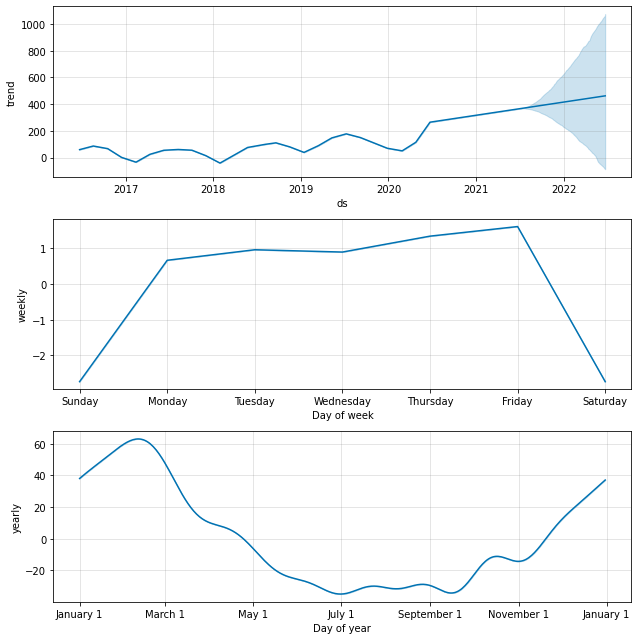 1000
800
600
400
200
0
trend
2017 2018 2019 2020 2021 2022
ds
1
0
−1
−2
weekly
Sunday Monday Tuesday Wednesday Thursday Friday Saturday
Day of week
60
40
20
0
−20
yearly
January 1 March 1 May 1 July 1 September 1 November 1 January 1
Day of year